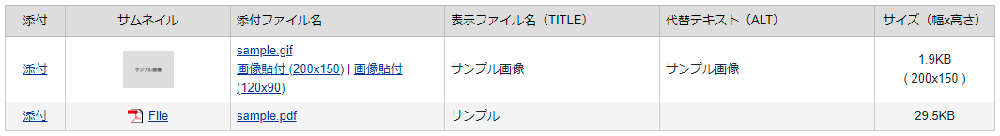 添付 サムネイル 添付ファイル名 表示ファイル名（TITLE） 代替テキスト（ALT） サイズ（幅x高さ）
添付 サンプル画像 sample.gif サンプル画像 サンプル画像 1.9KB
画像貼付 (200x150) | 画像貼付 ( 200x150 )
(120x90)
添付 File sample.pdf サンプル 29.5KB